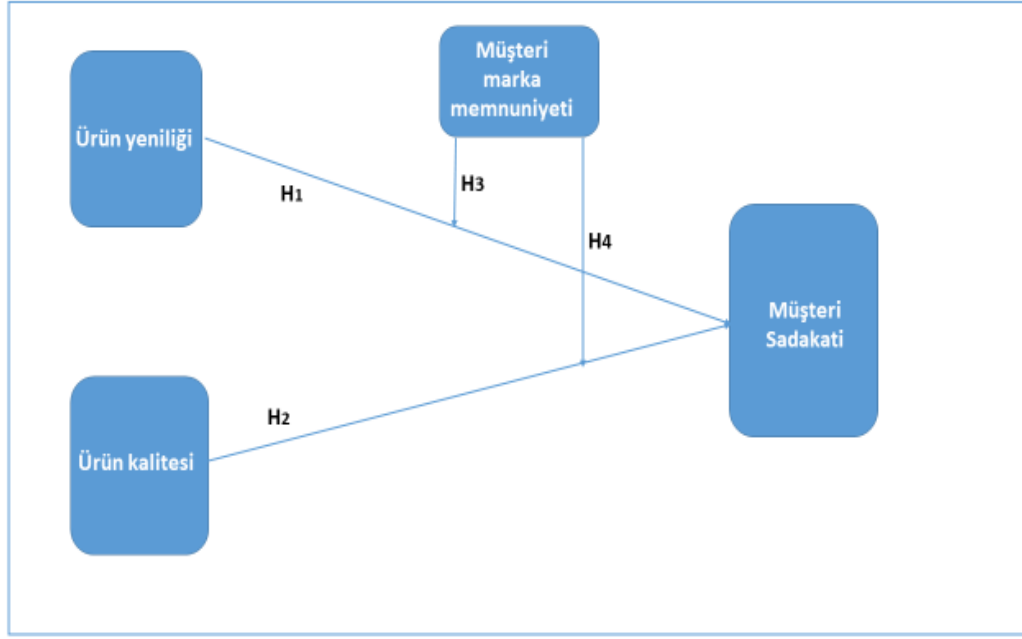 Müşteri
marka
memnuniyeti
Ürün yeniliği
H1
H3
H4
Müşteri
Sadakati
H2
Ürün kalitesi